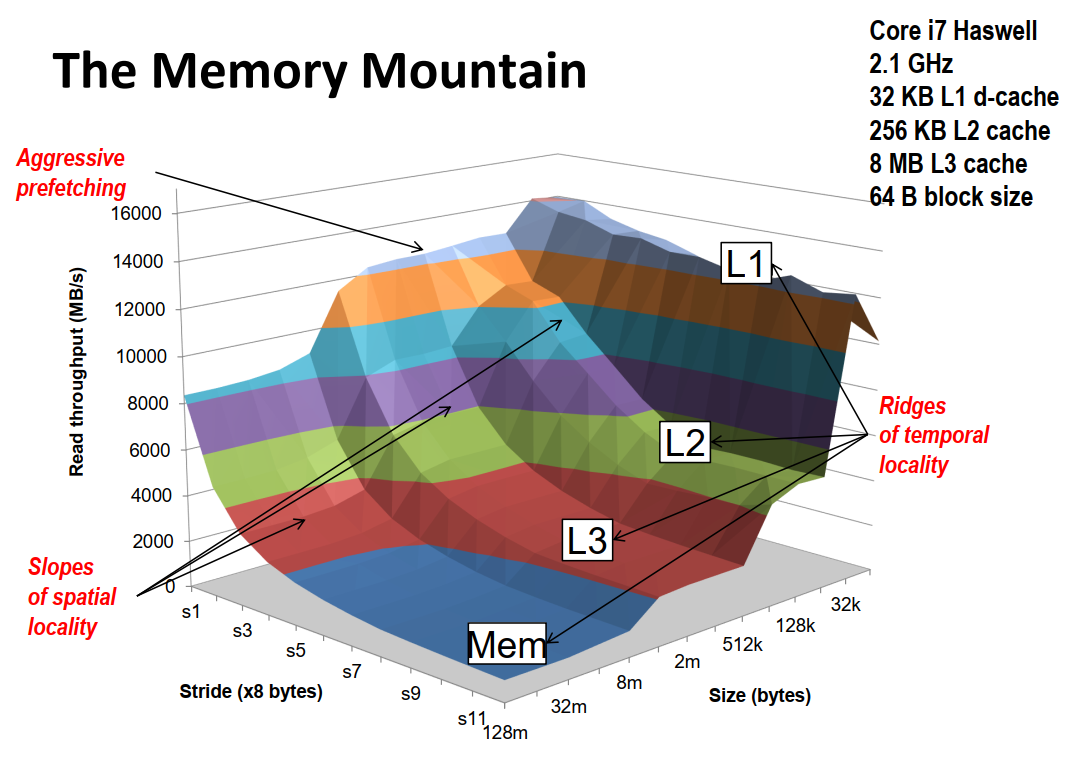 The Memory Mountain
Core i7 Haswell
2.1 GHz
32 KB L1 d-cache
256 KB L2 cache
8 MB L3 cache
64 B block size
Aggressive
prefetching
16000
14000
12000
10000
8000
6000
4000
2000
0
Read throughput (MB/s)
L1
L2
L3
Mem
Ridges
of temporal
locality
Slopes
of spatial
locality
s1
s3
s5
s7
s9
s11
Stride (x8 bytes)
128m
32m
8m
2m
512k
128k
32k
Size (bytes)